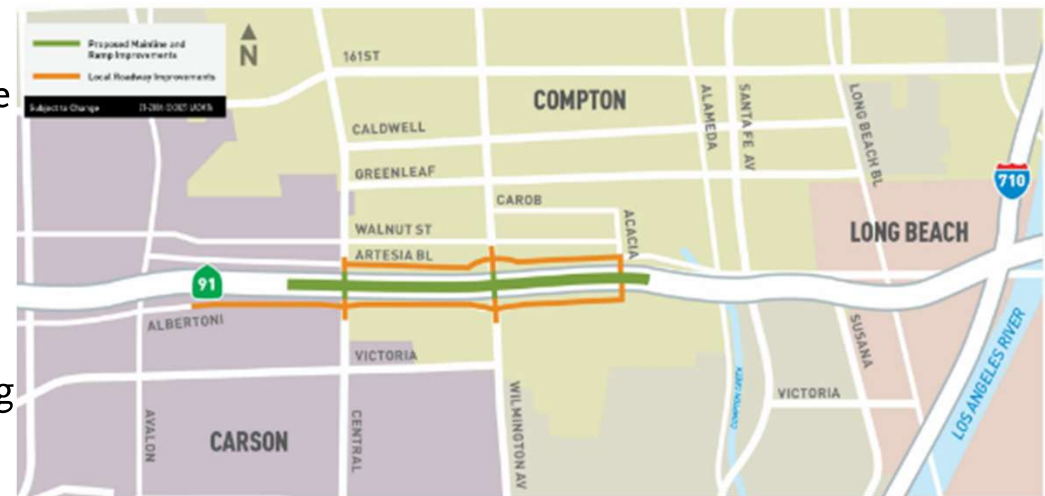 Proposed Mainline and
Ramp Improvements
Local Roadway Improvements
Subject to Change
N
161ST
COMPTON
CALDWELL
GREENLEAF
CAROB
WALNUT ST
ARTESIA BL
ACACIA
ALAMEDA
SANTA FE AV
LONG BEACH BL
710
LONG BEACH
91
ALBERTONI
VICTORIA
AVALON
CARSON
CENTRAL
WILMINGTON AV
SUSANA
VICTORIA
LOS ANGELES RIVER
e
g